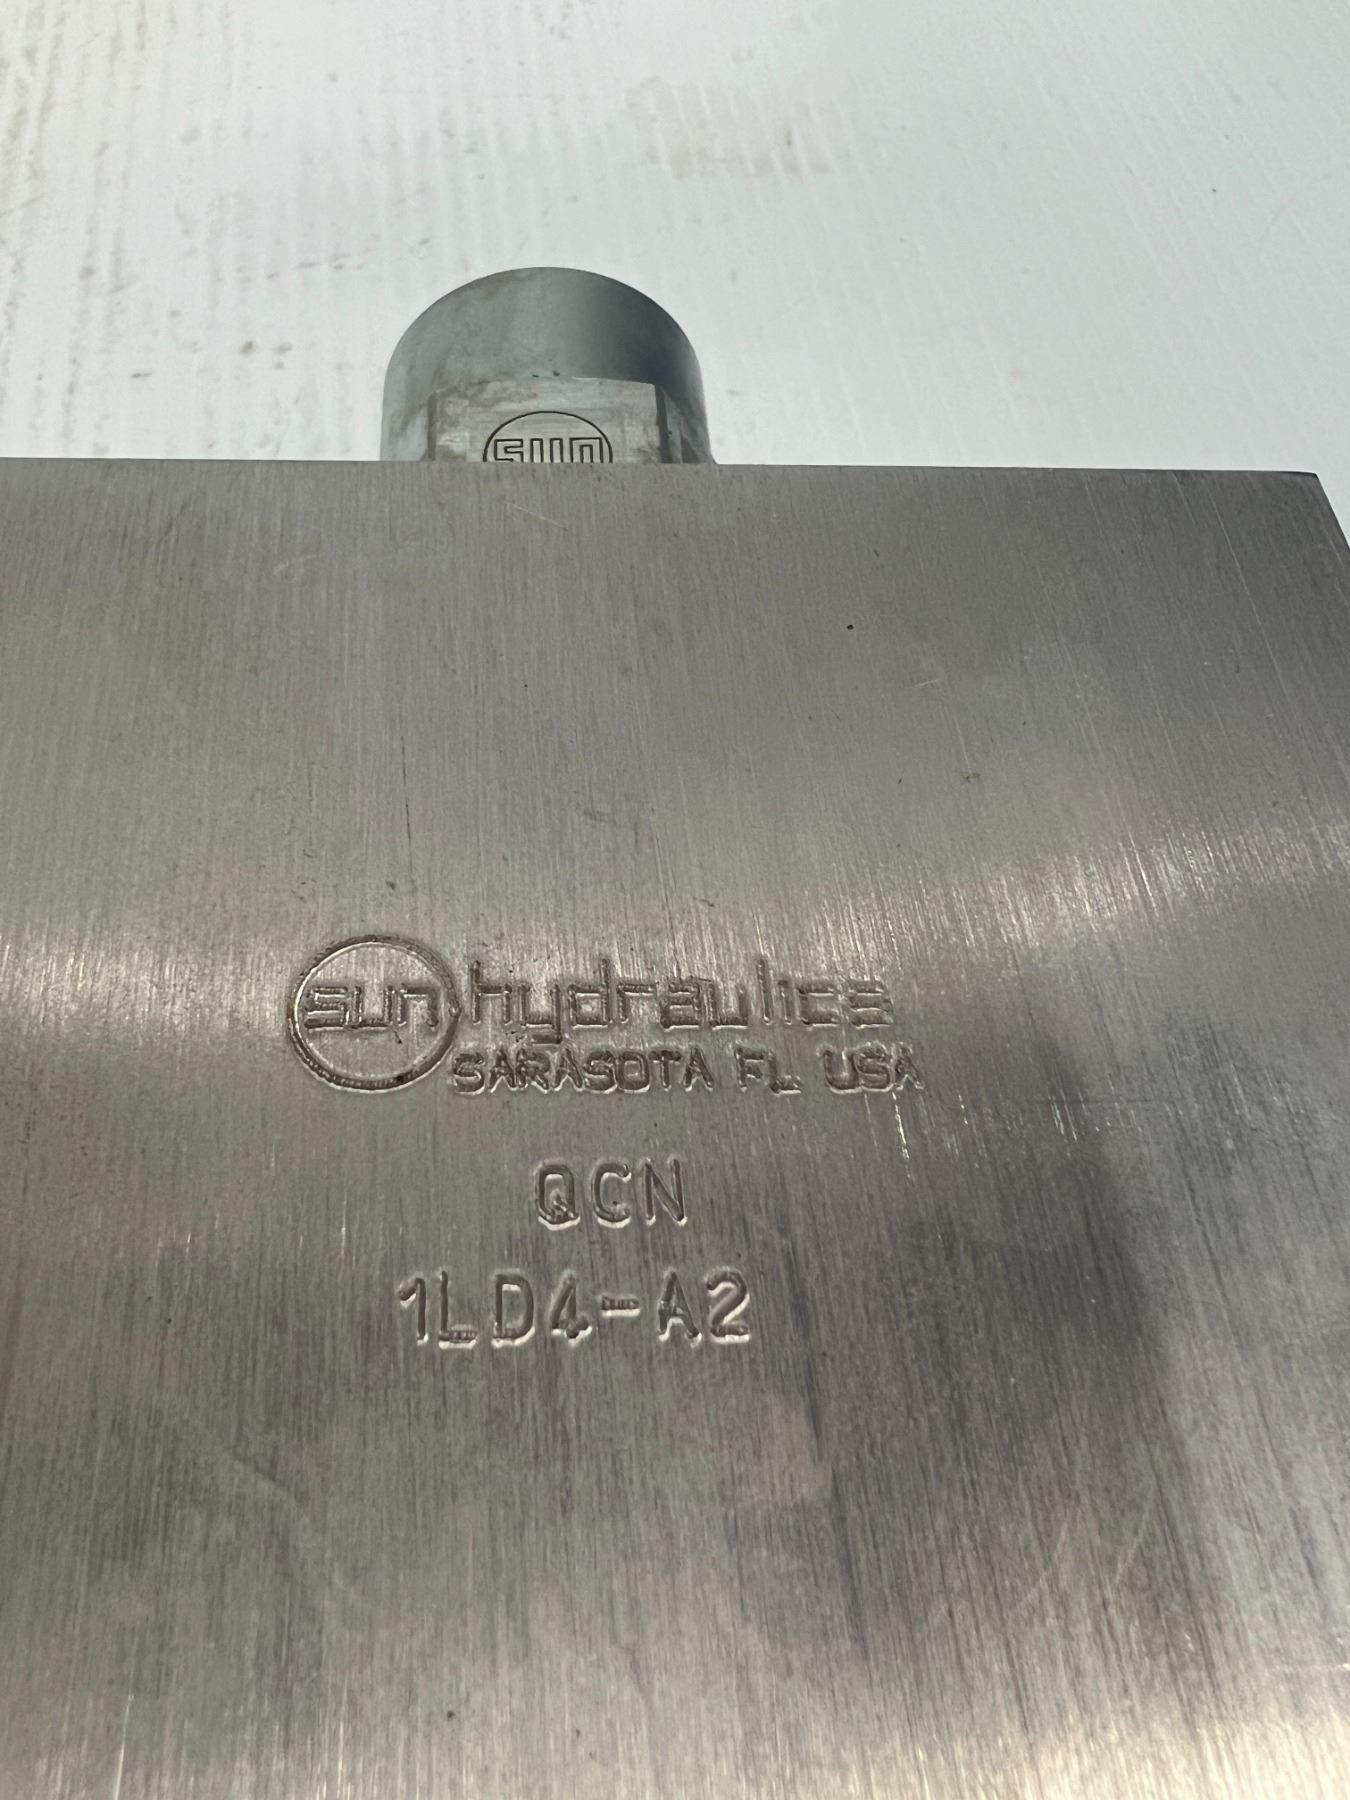 sun
sun hydraulics
SARASOTA FL USA
QCN
1LD4-A2